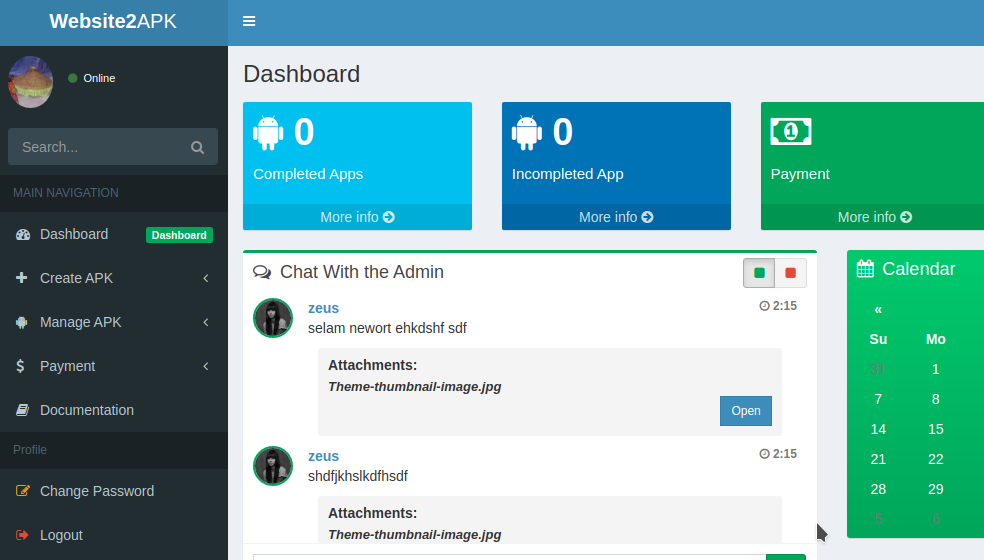 Website2APK
Online
Search...
MAIN NAVIGATION
Dashboard Dashboard
Create APK
Manage APK
Payment
Documentation
Profile
Change Password
Logout
Dashboard
0
Completed Apps
More info
0
Incompleted App
More info
1
Payment
More info
Chat With the Admin
zeus 2:15
selam newort ehkdshf sdf
Attachments:
Theme-thumbnail-image.jpg
Open
zeus 2:15
shdfjkhslkdfhsdf
Attachments:
Theme-thumbnail-image.jpg
Calendar
«
Su Mo
31 1
7 8
14 15
21 22
28 29
5 6